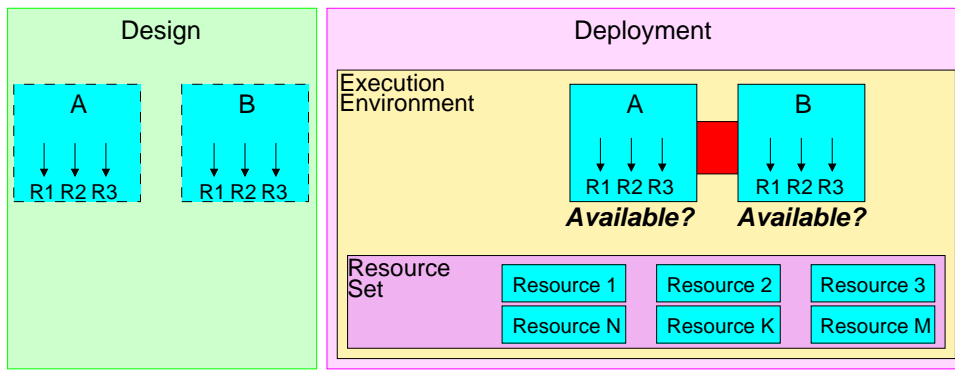 Design
A
R1 R2 R3
B
R1 R2 R3
Deployment
Execution
Environment
A
R1 R2 R3
Available?
B
R1 R2 R3
Available?
Resource
Set
Resource 1
Resource 2
Resource 3
Resource N
Resource K
Resource M